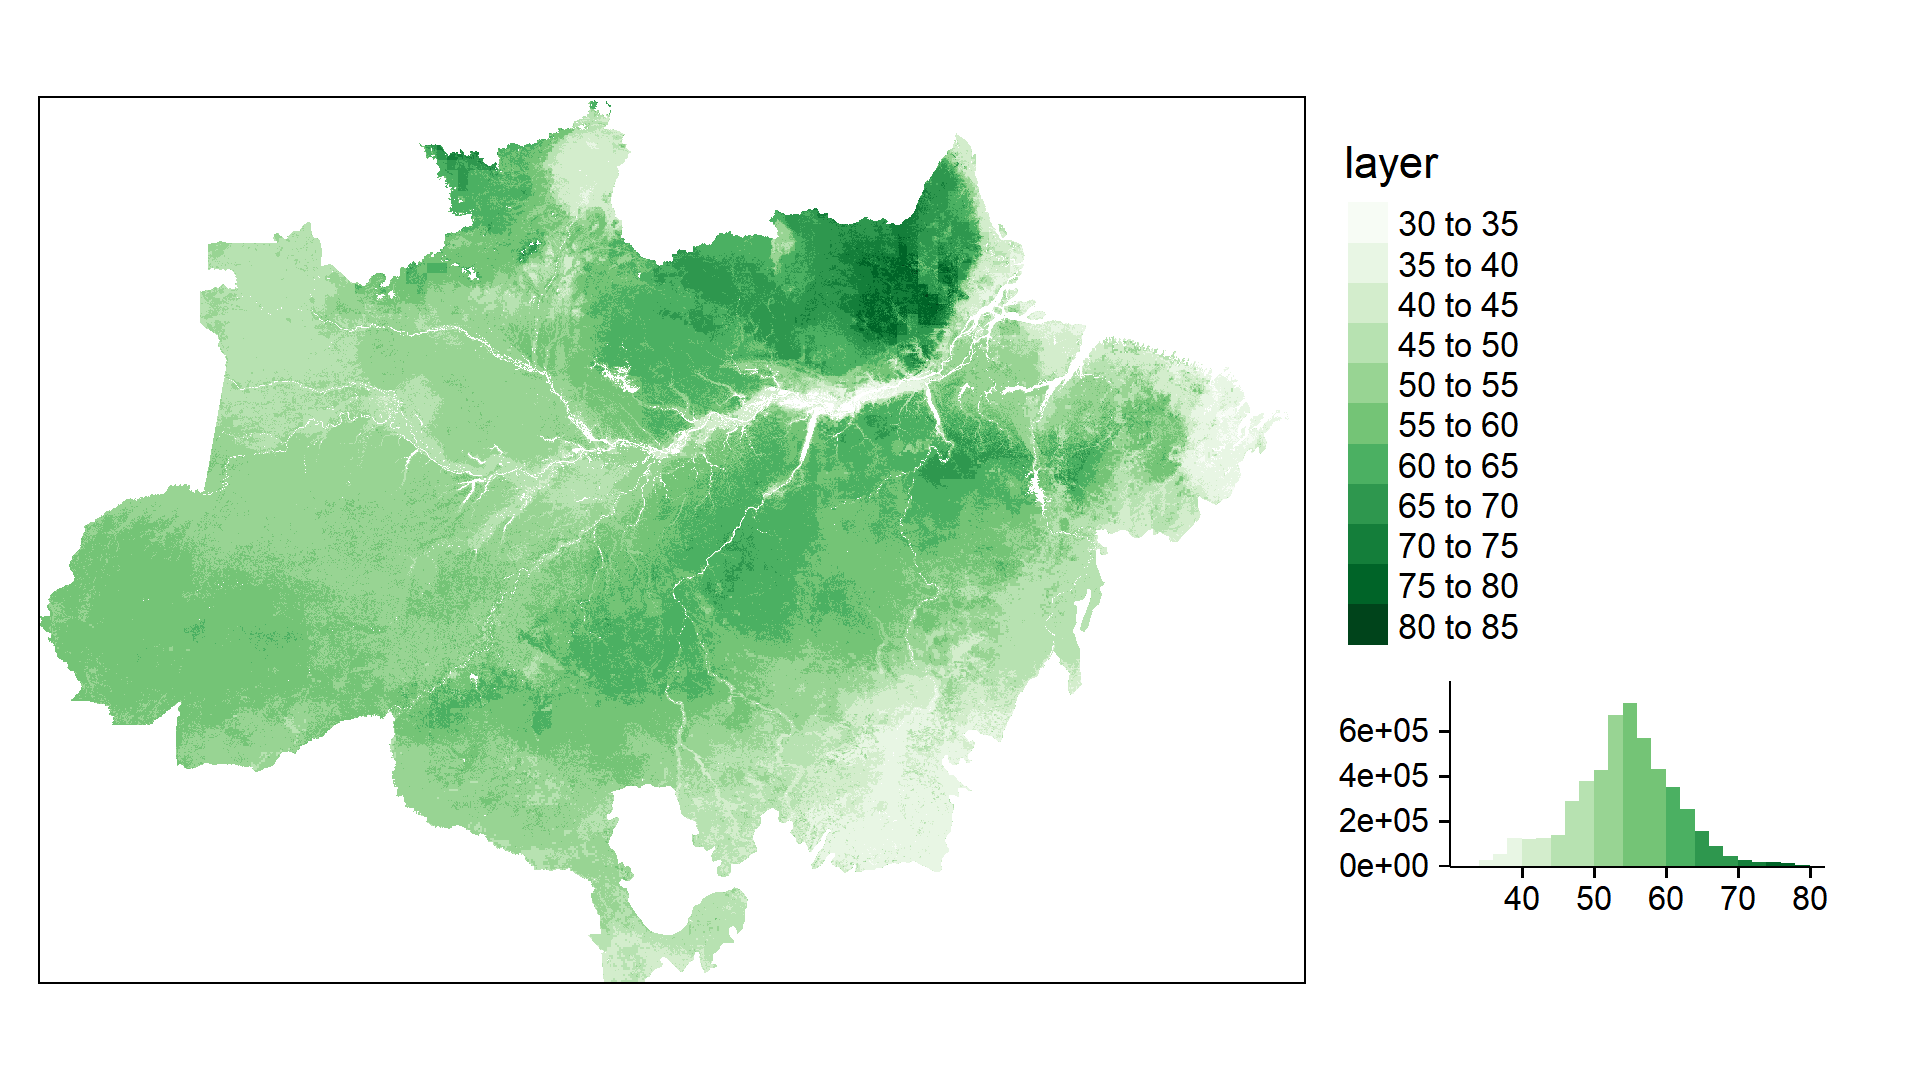 layer
30 to 35
35 to 40
40 to 45
45 to 50
50 to 55
55 to 60
60 to 65
65 to 70
70 to 75
75 to 80
80 to 85
6e+05
4e+05
2e+05
0e+00
40 50 60 70 80